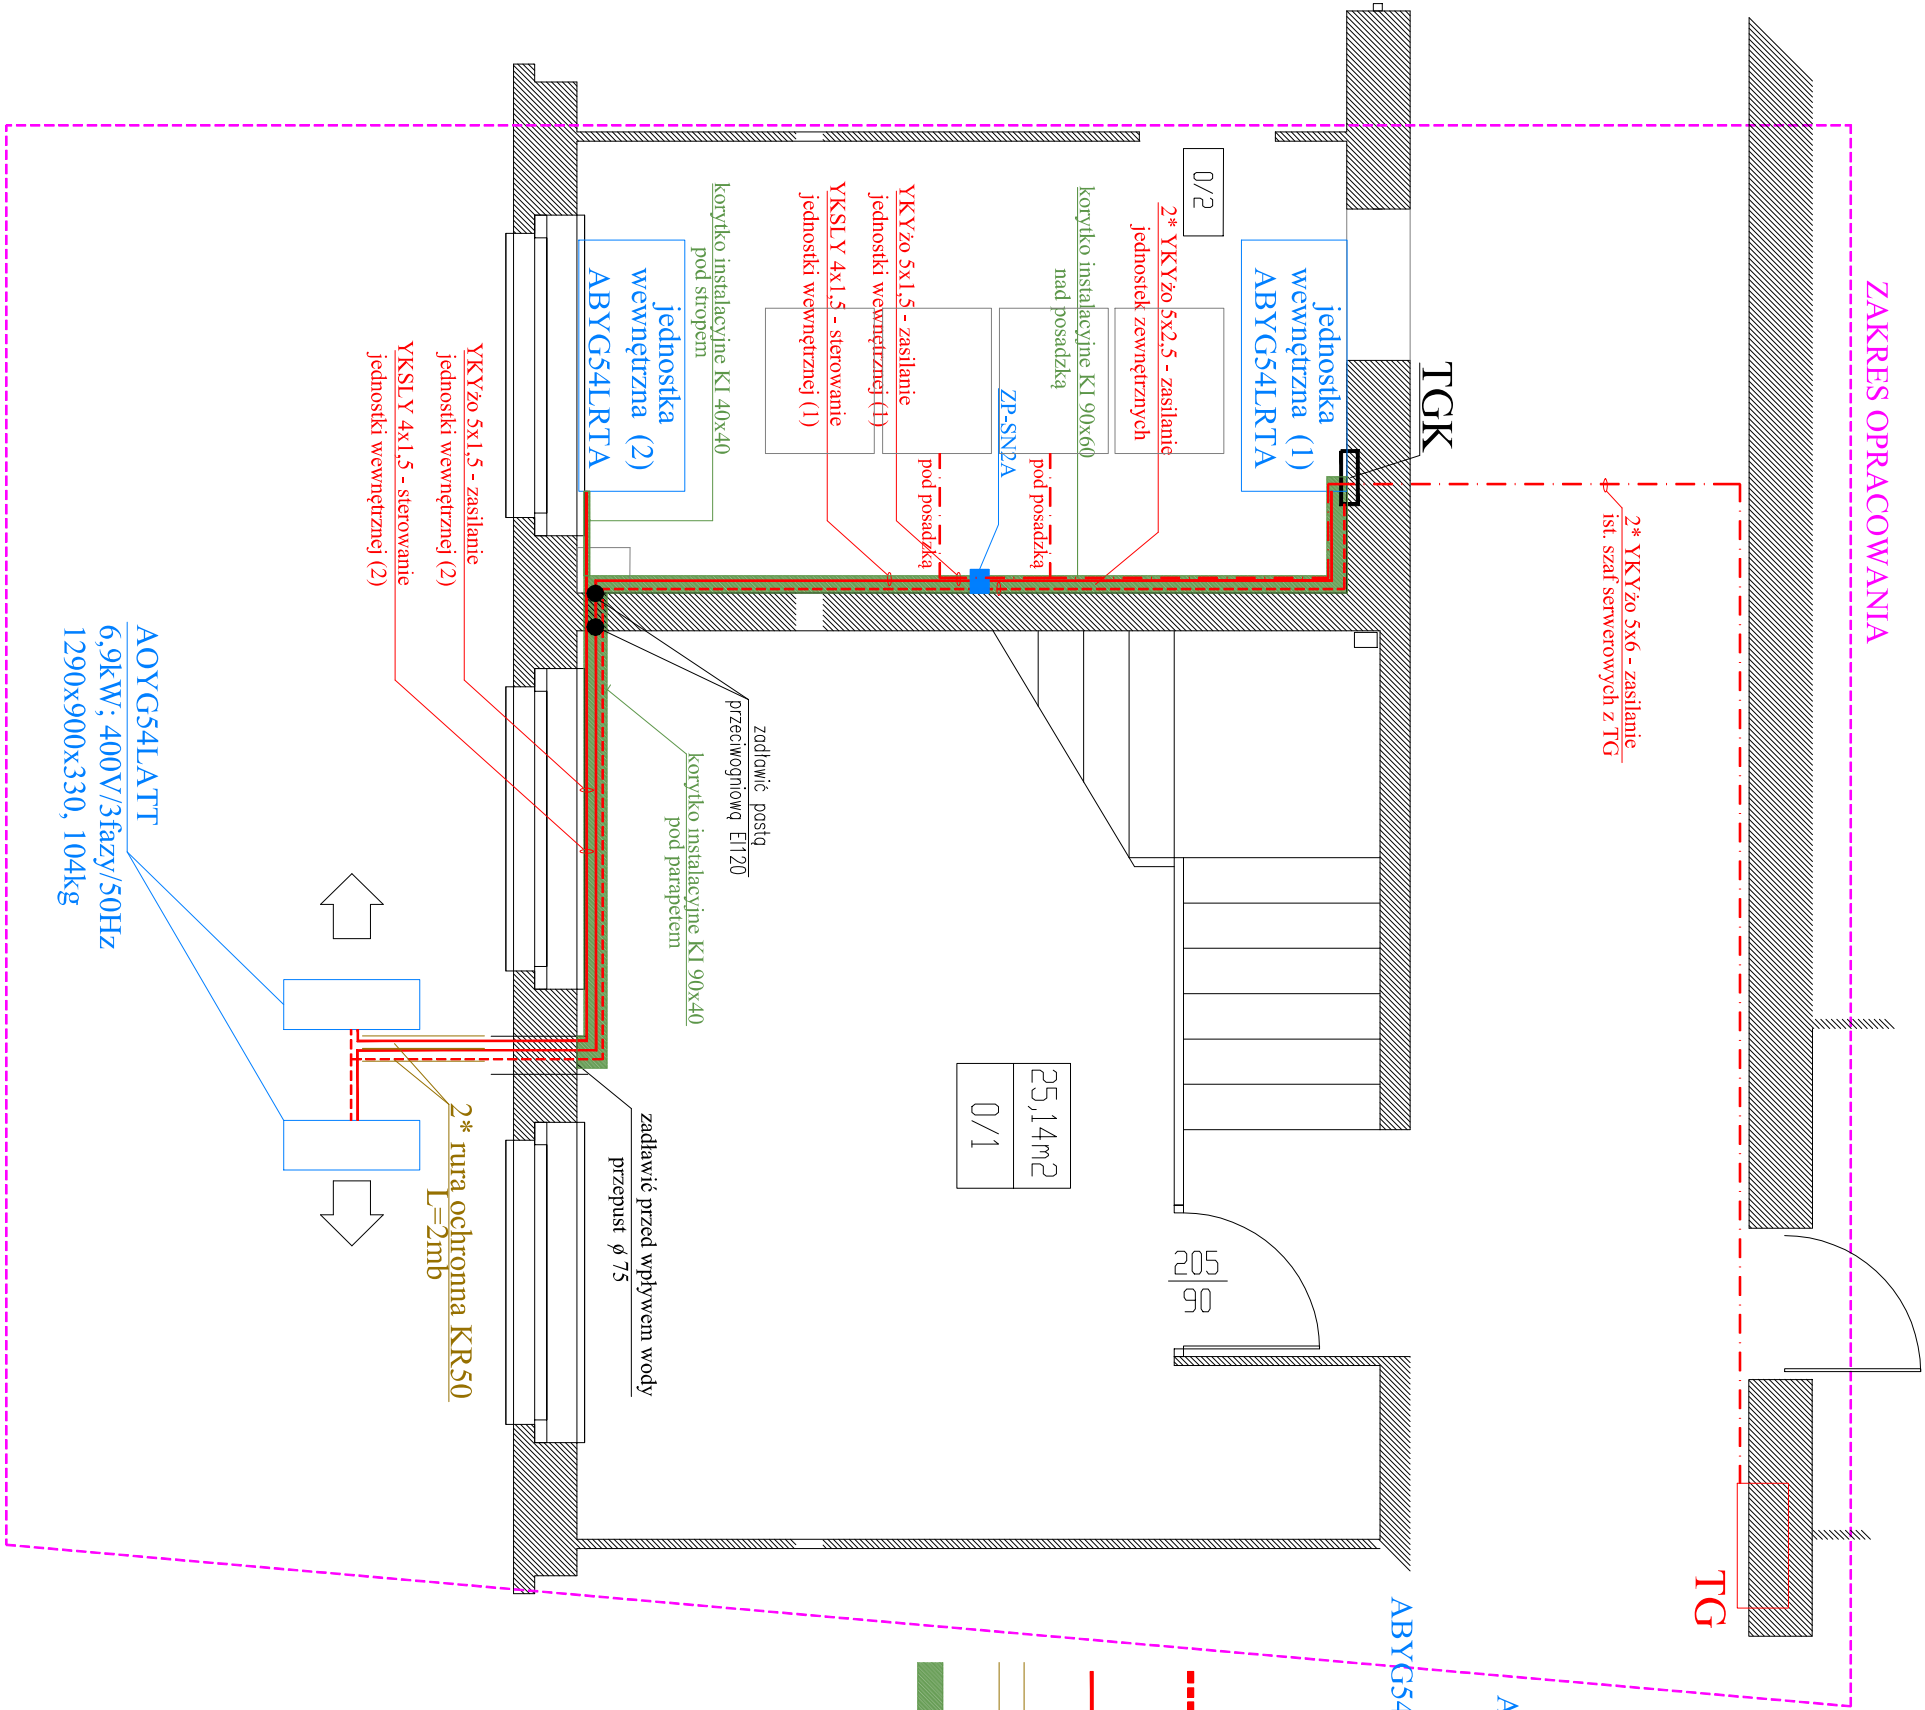 ZAKRES OPRACOWANIA
2* YKYżo 5x6 - zasilanie
ist. szaf serwerowych z TG
TG
TGK
jednostka
wewnętrzna (1)
ABYG54LRTA
0/2
2* YKYżo 5x2,5 - zasilanie
jednostek zewnętrznych
korytko instalacyjne KI 90x60
nad posadzką
pod posadzką
ZP-SN2A
pod posadzką
YKYżo 5x1,5 - zasilanie
jednostki wewnętrznej (1)
YKSLY 4x1,5 - sterowanie
jednostki wewnętrznej (1)
korytko instalacyjne KI 40x40
pod stropem
jednostka
wewnętrzna (2)
ABYG54LRTA
YKYżo 5x1,5 - zasilanie
jednostki wewnętrznej (2)
YKSLY 4x1,5 - sterowanie
jednostki wewnętrznej (2)
zadławić pastą
przeciwogniową EI120
korytko instalacyjne KI 90x40
pod parapetem
AOYG54LATT
6,9kW; 400V/3fazy/50Hz
1290x900x330, 104kg
25,14m2
0/1
205
90
zadławić przed wpływem wody
przepust ø 75
2* rura ochronna KR50
L=2mb
A
ABYG54